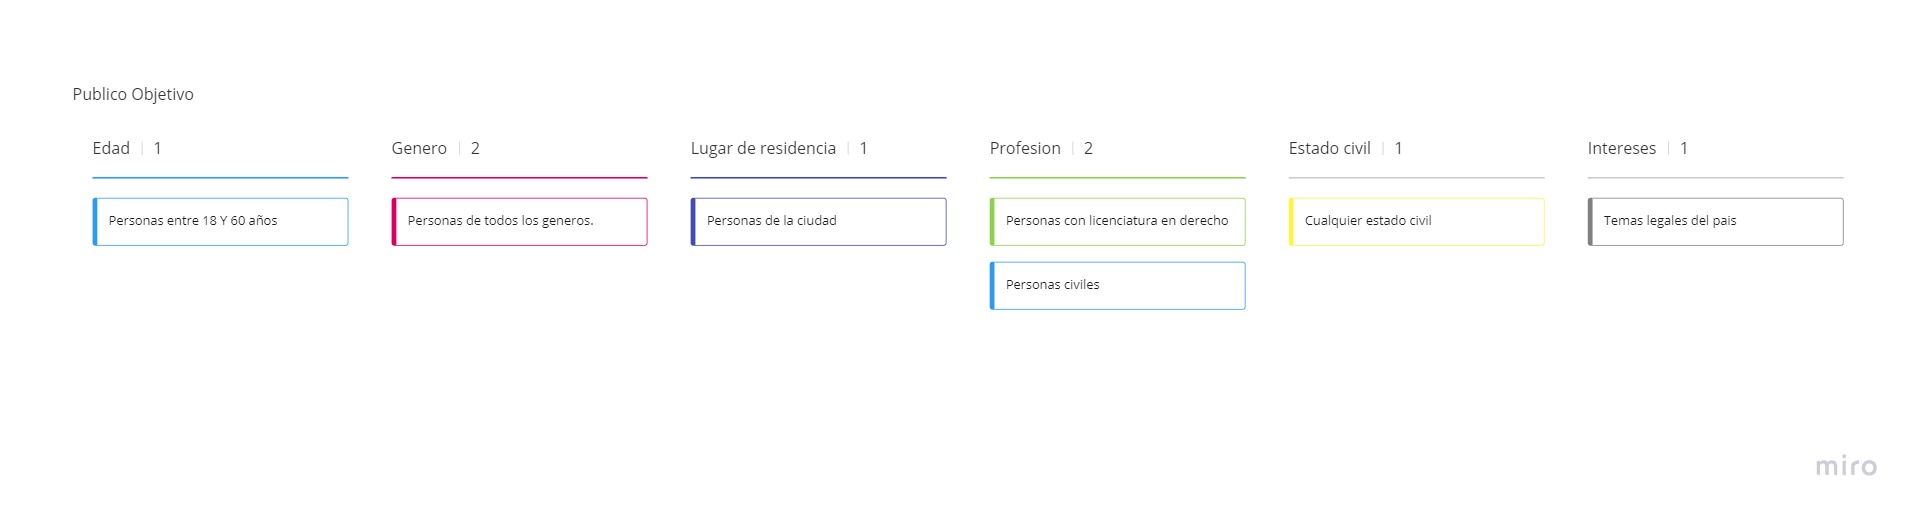 Publico Objetivo
Edad | 1
Personas entre 18 Y 60 años
Genero | 2
Personas de todos los generos.
Lugar de residencia | 1
Personas de la ciudad
Profesion | 2
Personas con licenciatura en derecho
Personas civiles
Estado civil | 1
Cualquier estado civil
Intereses | 1
Temas legales del pais
miro